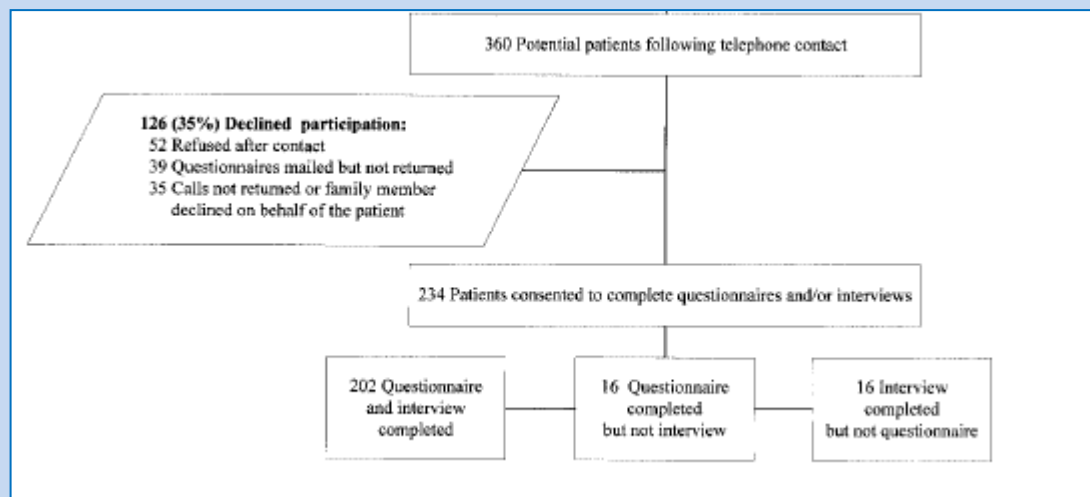 360 Potential patients following telephone contact
126 (35%) Declined participation:
52 Refused after contact
39 Questionnaires mailed but not returned
35 Calls not returned or family member
declined on behalf of the patient
234 Patients consented to complete questionnaires and/or interviews
202 Questionnaire
and interview
completed
16 Questionnaire
completed
but not interview
16 Interview
completed
but not questionnaire